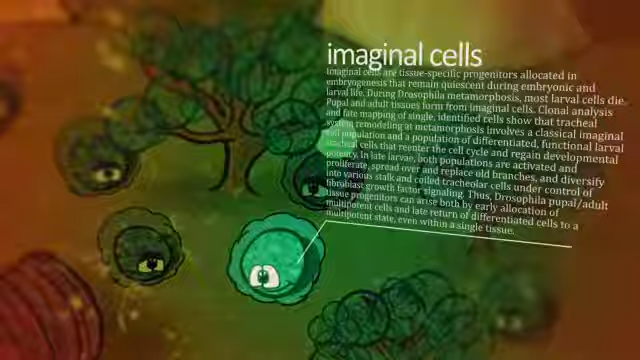 imaginal cells
Imaginal cells are tissue-specific progenitors allocated in
embryogenesis that remain quiescent during embryonic and
larval life. During Drosophila metamorphosis, most larval cells die.
Pupal and adult tissues form from imaginal cells. Clonal analysis
and fate mapping of single, identified cells show that tracheal
system remodeling at metamorphosis involves a classical imaginal
cell population and a population of differentiated, functional larval
tracheal cells that reenter the cell cycle and regain developmental
potency. In late larvae, both populations are activated and
proliferate, spread over and replace old branches, and diversify
into various stalk and coiled tracheolar cells under control of
fibroblast growth factor signaling. Thus, Drosophila pupal/adult
tissue progenitors can arise both by early allocation of
multipotent cells and late return of differentiated cells to a
multipotent state, even within a single tissue.